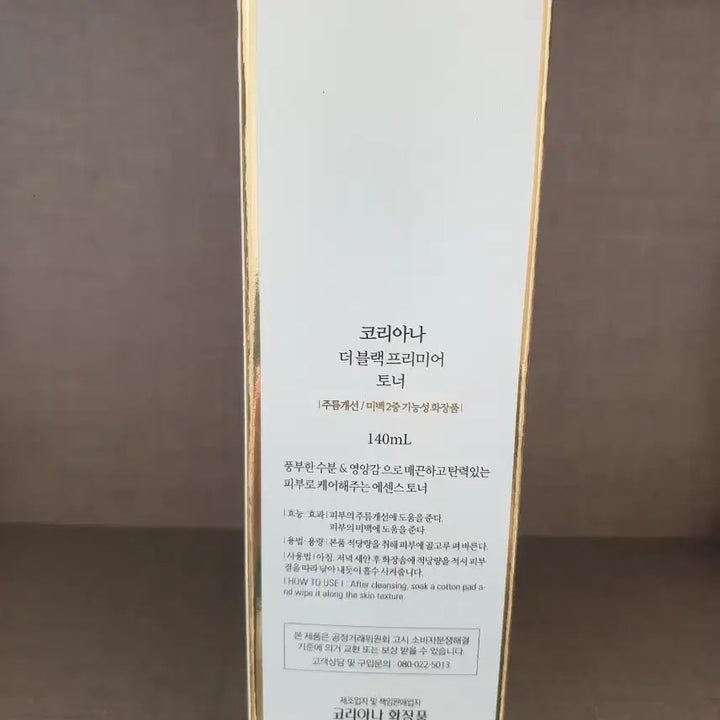 코리아나
더 블랙 프리미어
토너
|주름개선 / 미백 2중 기능성 화장품|
140mL
풍부한 수분 & 영양감으로 매끈하고 탄력있는
피부로 케어해주는 에센스 토너
|효능·효과| 피부의 주름개선에 도움을 준다.
피부의 미백에 도움을 준다
|용법·용량| 본품 적당량을 취해 피부에 골고루 펴 바른다.
|사용법| 아침, 저녁 세안 후 화장솜에 적당량을 적셔 피부
결을 따라 닦아 내듯이 흡수 시켜줍니다.
| HOW TO USE | : After cleansing, soak a cotton pad a-
nd wipe it along the skin texture.
본 제품은 공정거래위원회 고시 소비자분쟁해결
기준에 의거 교환 또는 보상 받을 수 있습니다.
고객상담 및 구입문의 : 080-022-5013
제조업자 및 책임판매업자
코리아나 화장품